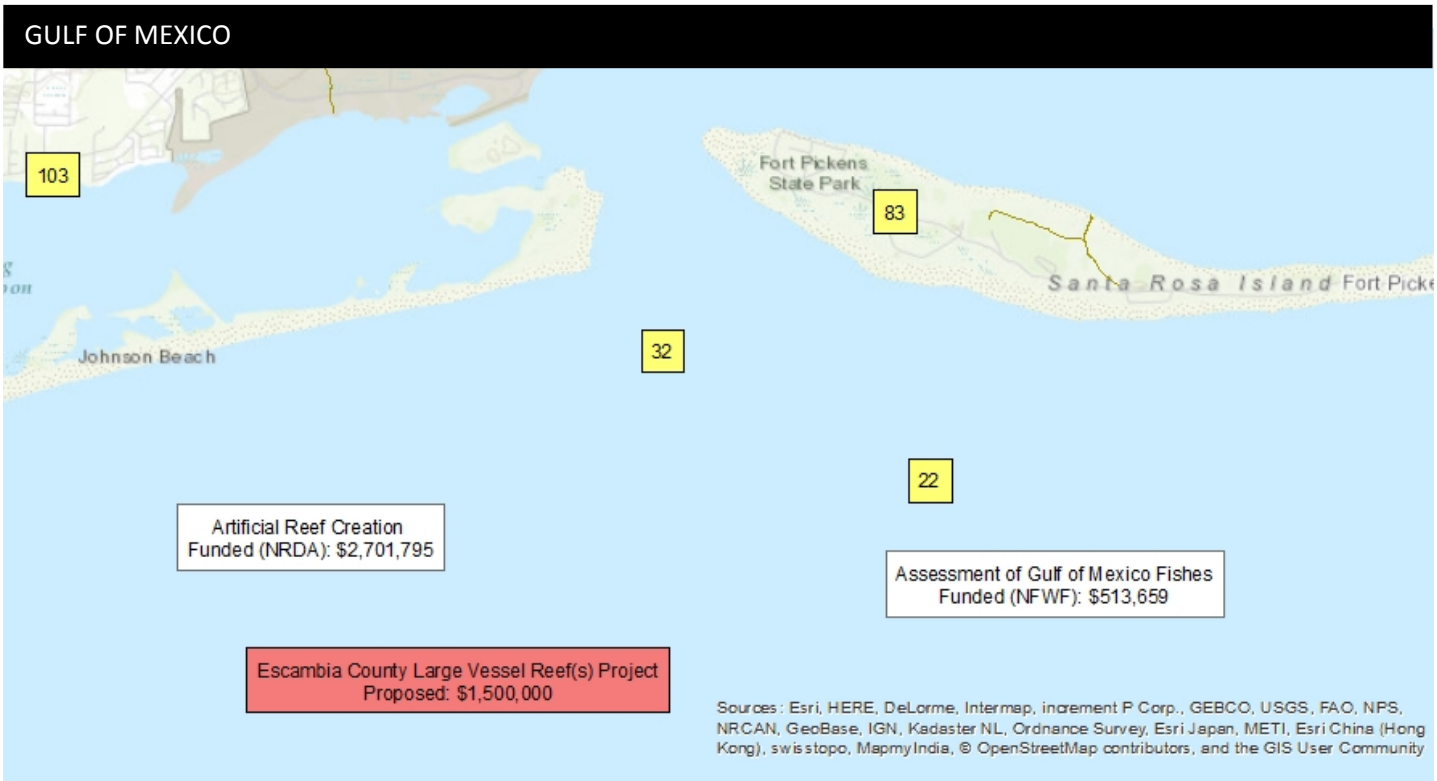 GULF OF MEXICO
103
Fort Pickens
State Park
83
Santa Rosa Island
Fort Picke
Johnson Beach
32
22
Artificial Reef Creation
Funded (NRDA): $2,701,795
Assessment of Gulf of Mexico Fishes
Funded (NFWF): $513,659
Escambia County Large Vessel Reef(s) Project
Proposed: $1,500,000
Sources: Esri, HERE, DeLorme, Intermap, increment P Corp., GEBCO, USGS, FAO, NPS,
NRCAN, GeoBase, IGN, Kadaster NL, Ordnance Survey, Esri Japan, METI, Esri China (Hong
Kong), swisstopo, MapmyIndia, © OpenStreetMap contributors, and the GIS User Community